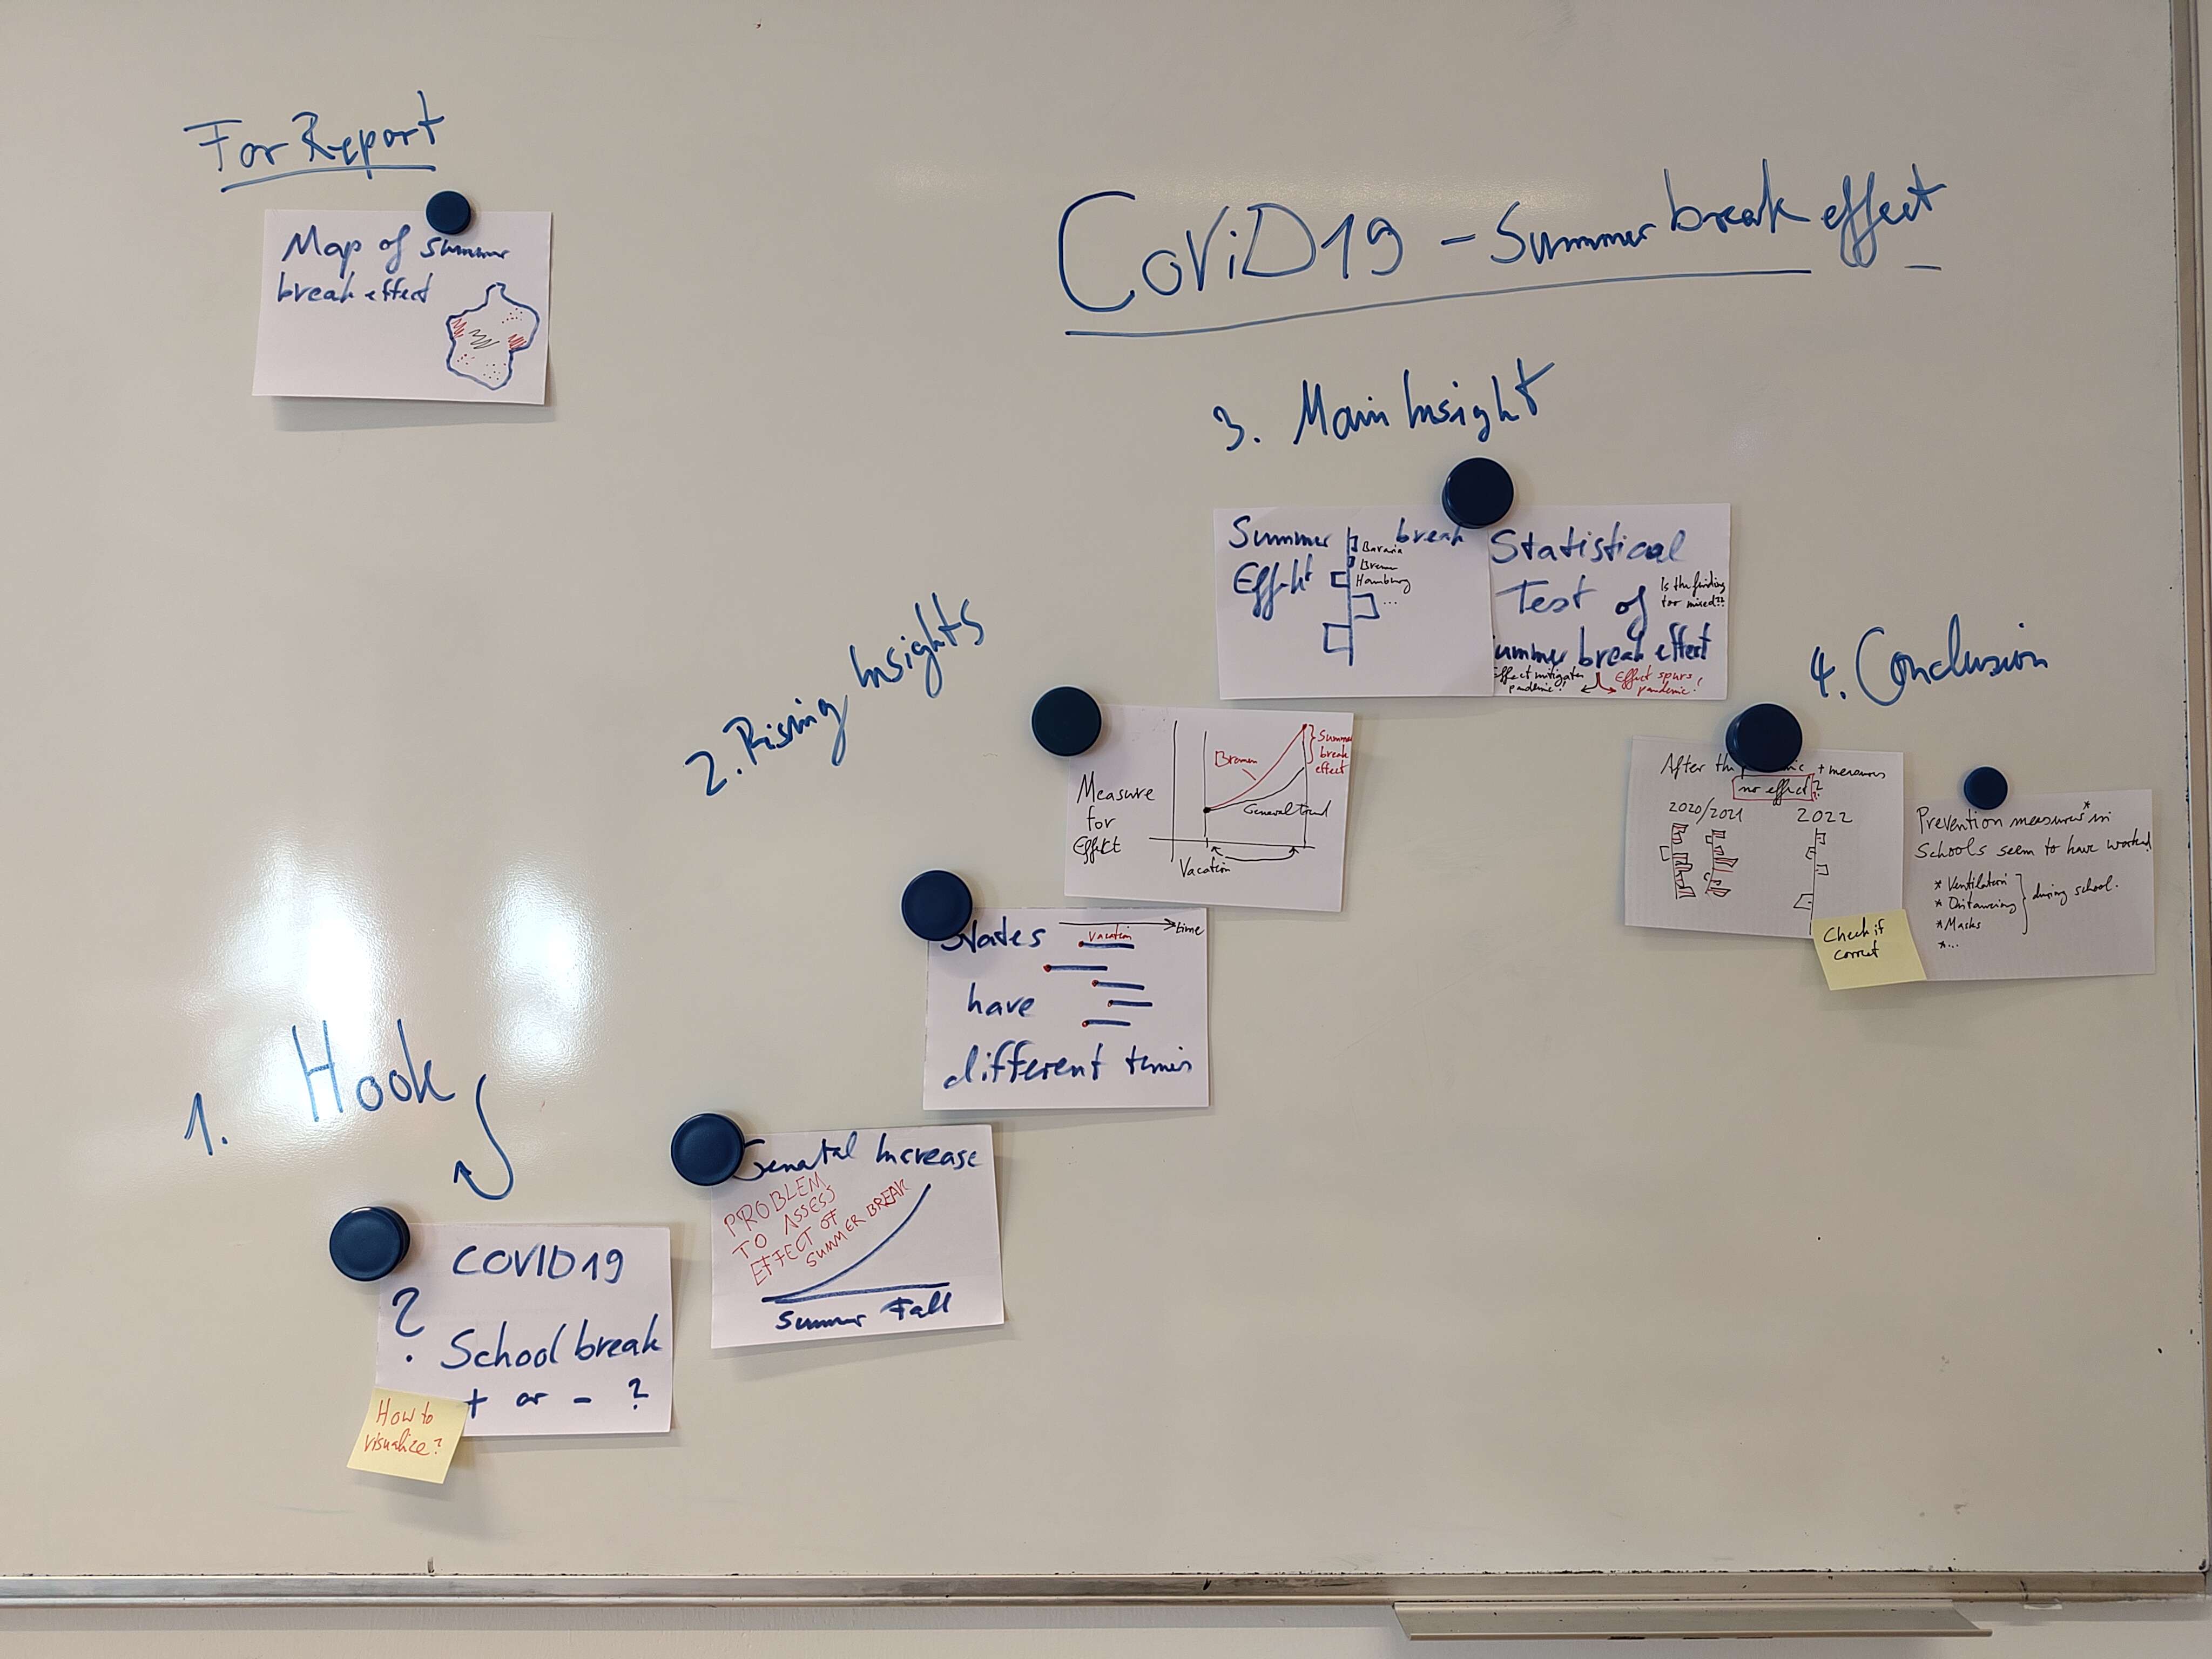 For Report
Map of summer
break effect
CoViD19 - Summer break effect
3. Main Insight
Summer break
Effekt
Bavaria
Bremen
Hamburg
...
Statistical
Test of
Is the finding
too mixed??
ummer break effect
ffect mitigates
pandemic!
Effect spurs
pandemic!
4. Conclusion
After the + measures
no effect?
2020/2021
2022
Check if
correct
Prevention measures* in
Schools seem to have worked
* Ventilation
* Distancing
* Masks
*...
during school.
2. Rising Insights
Measure
for
Effekt
Bremen
Summer
break
effect
General trend
Vacation
States
have
different times
vacation
time
General Increase
PROBLEM
TO ASSESS
EFFECT OF
SUMMER BREAK
Summer Fall
1. Hook
COVID19
?
School break
+ or - ?
How to
visualize?